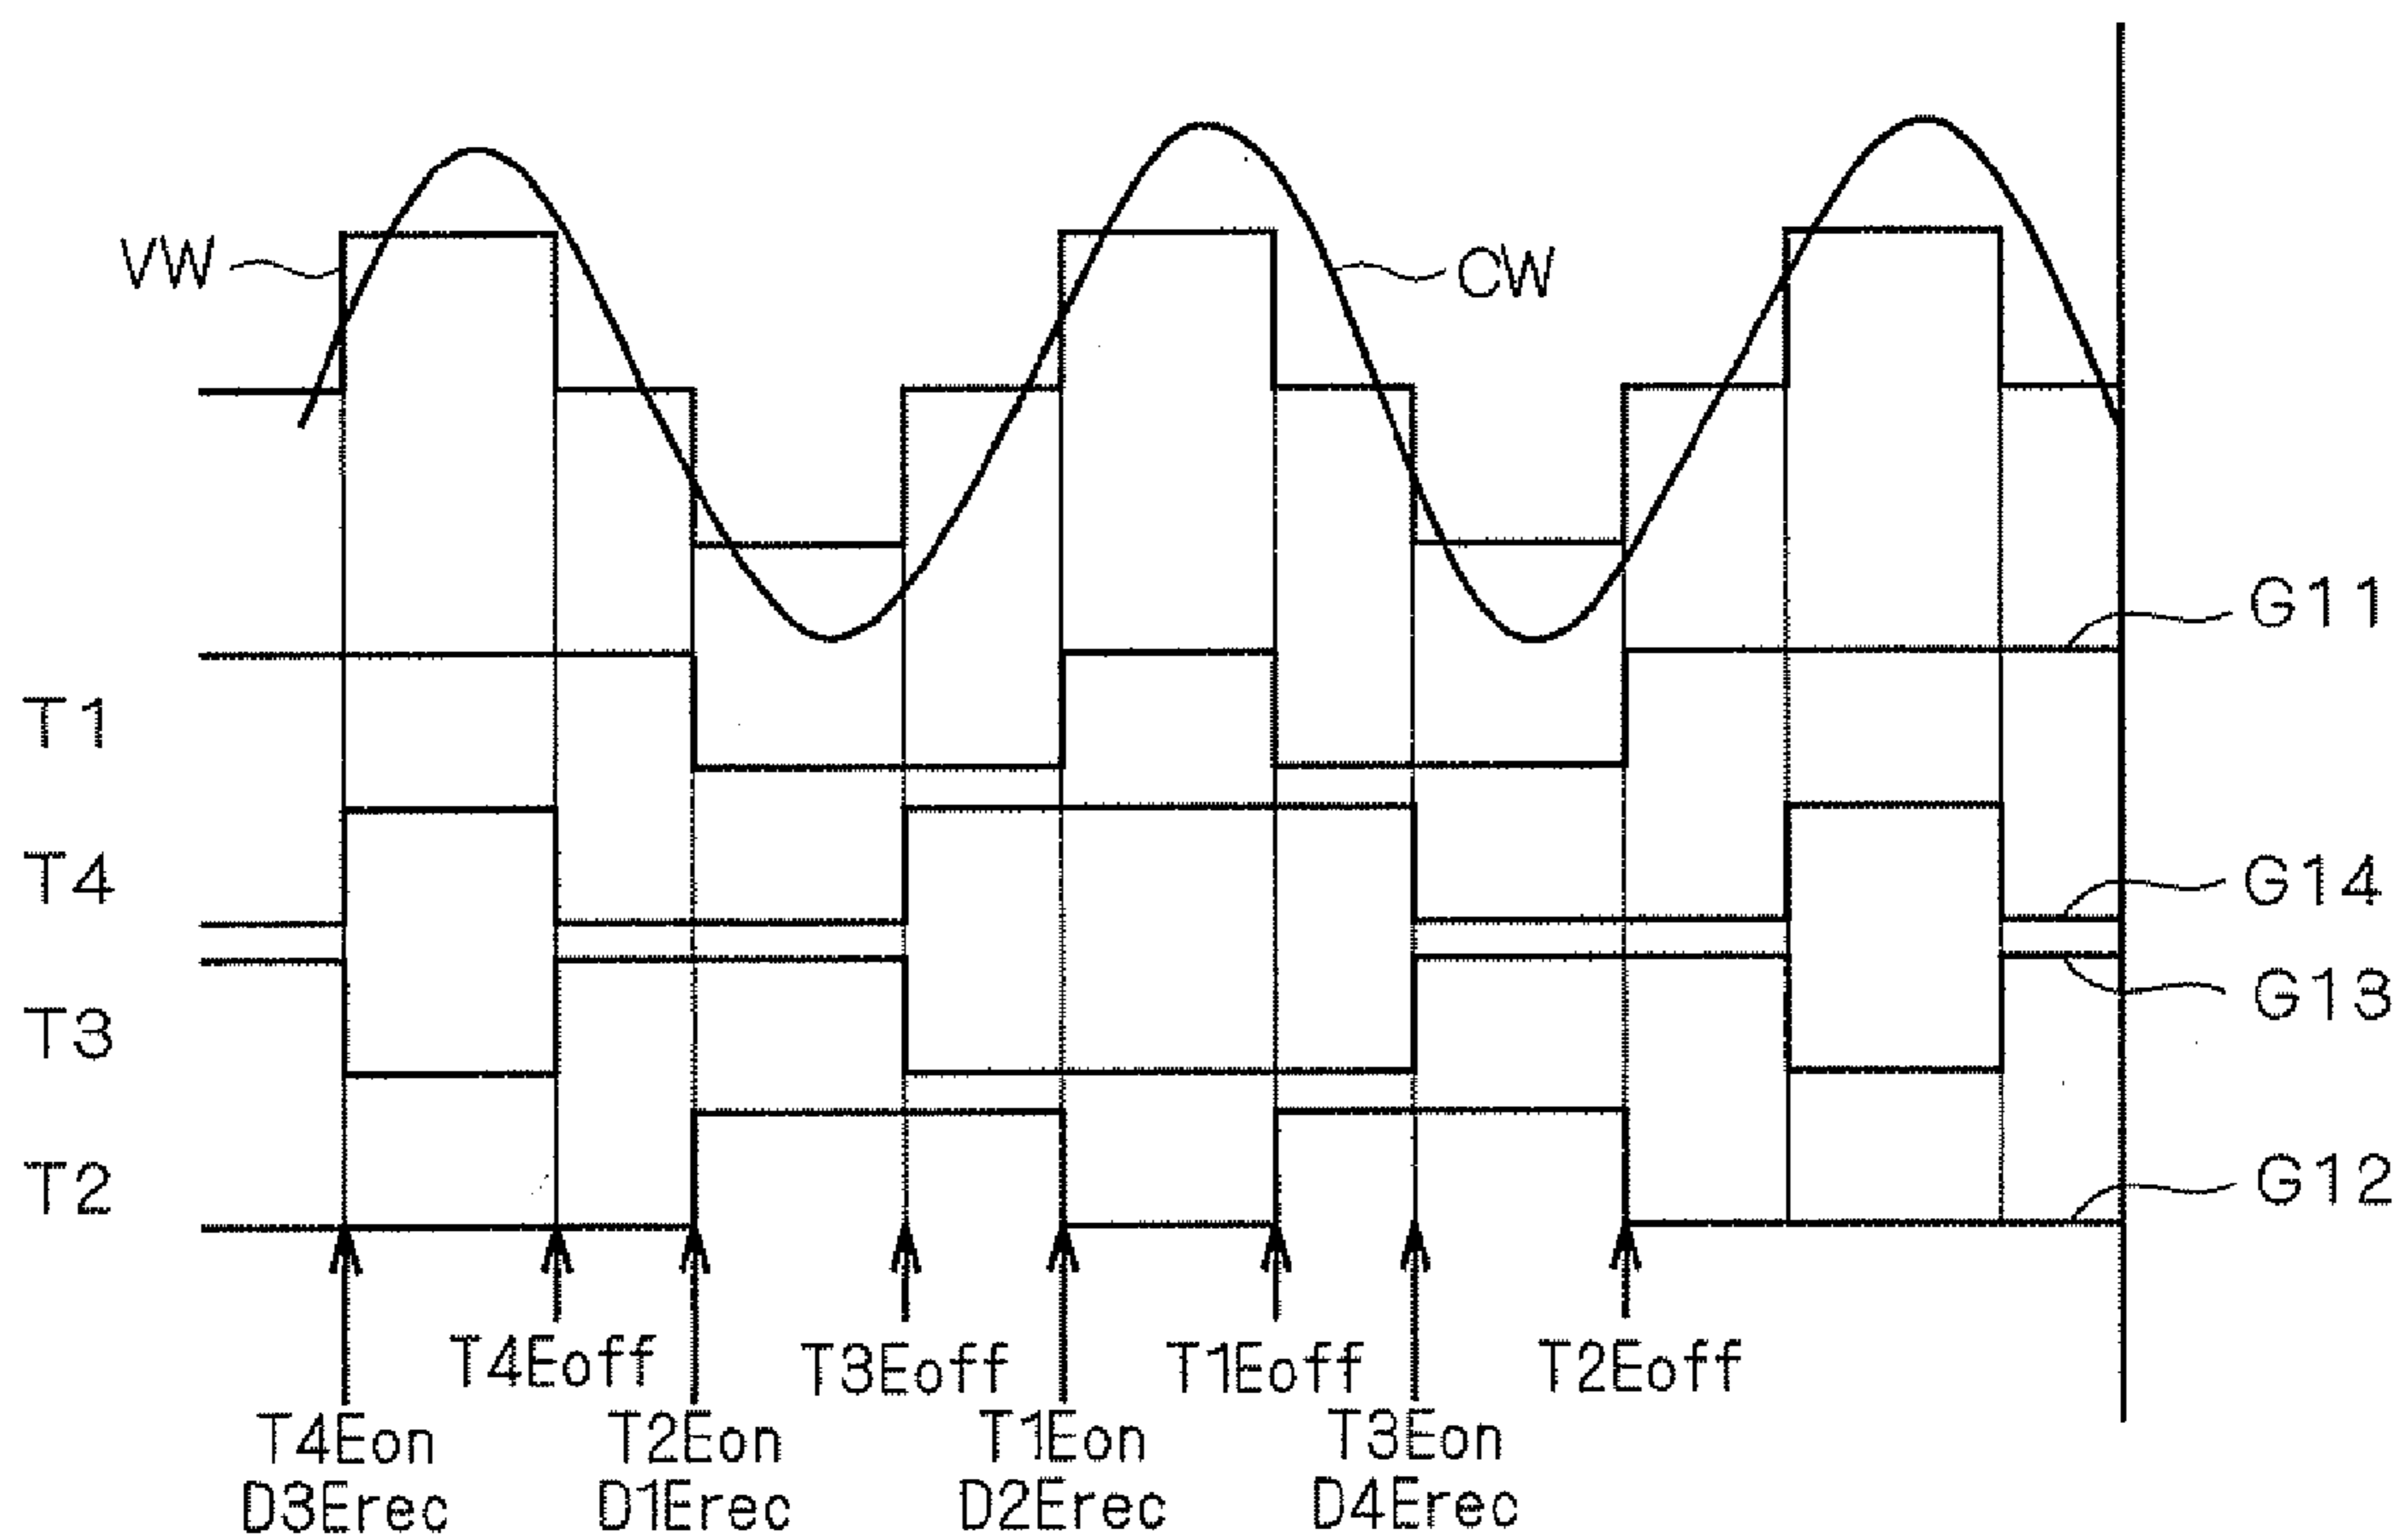 VW
CW
G11
T1
T4
G14
G13
T3
T2
G12
T4Eoff
T3Eoff
T1Eoff
T2Eoff
T4Eon
D3Erec
T2Eon
D1Erec
T1Eon
D2Erec
T3Eon
D4Erec